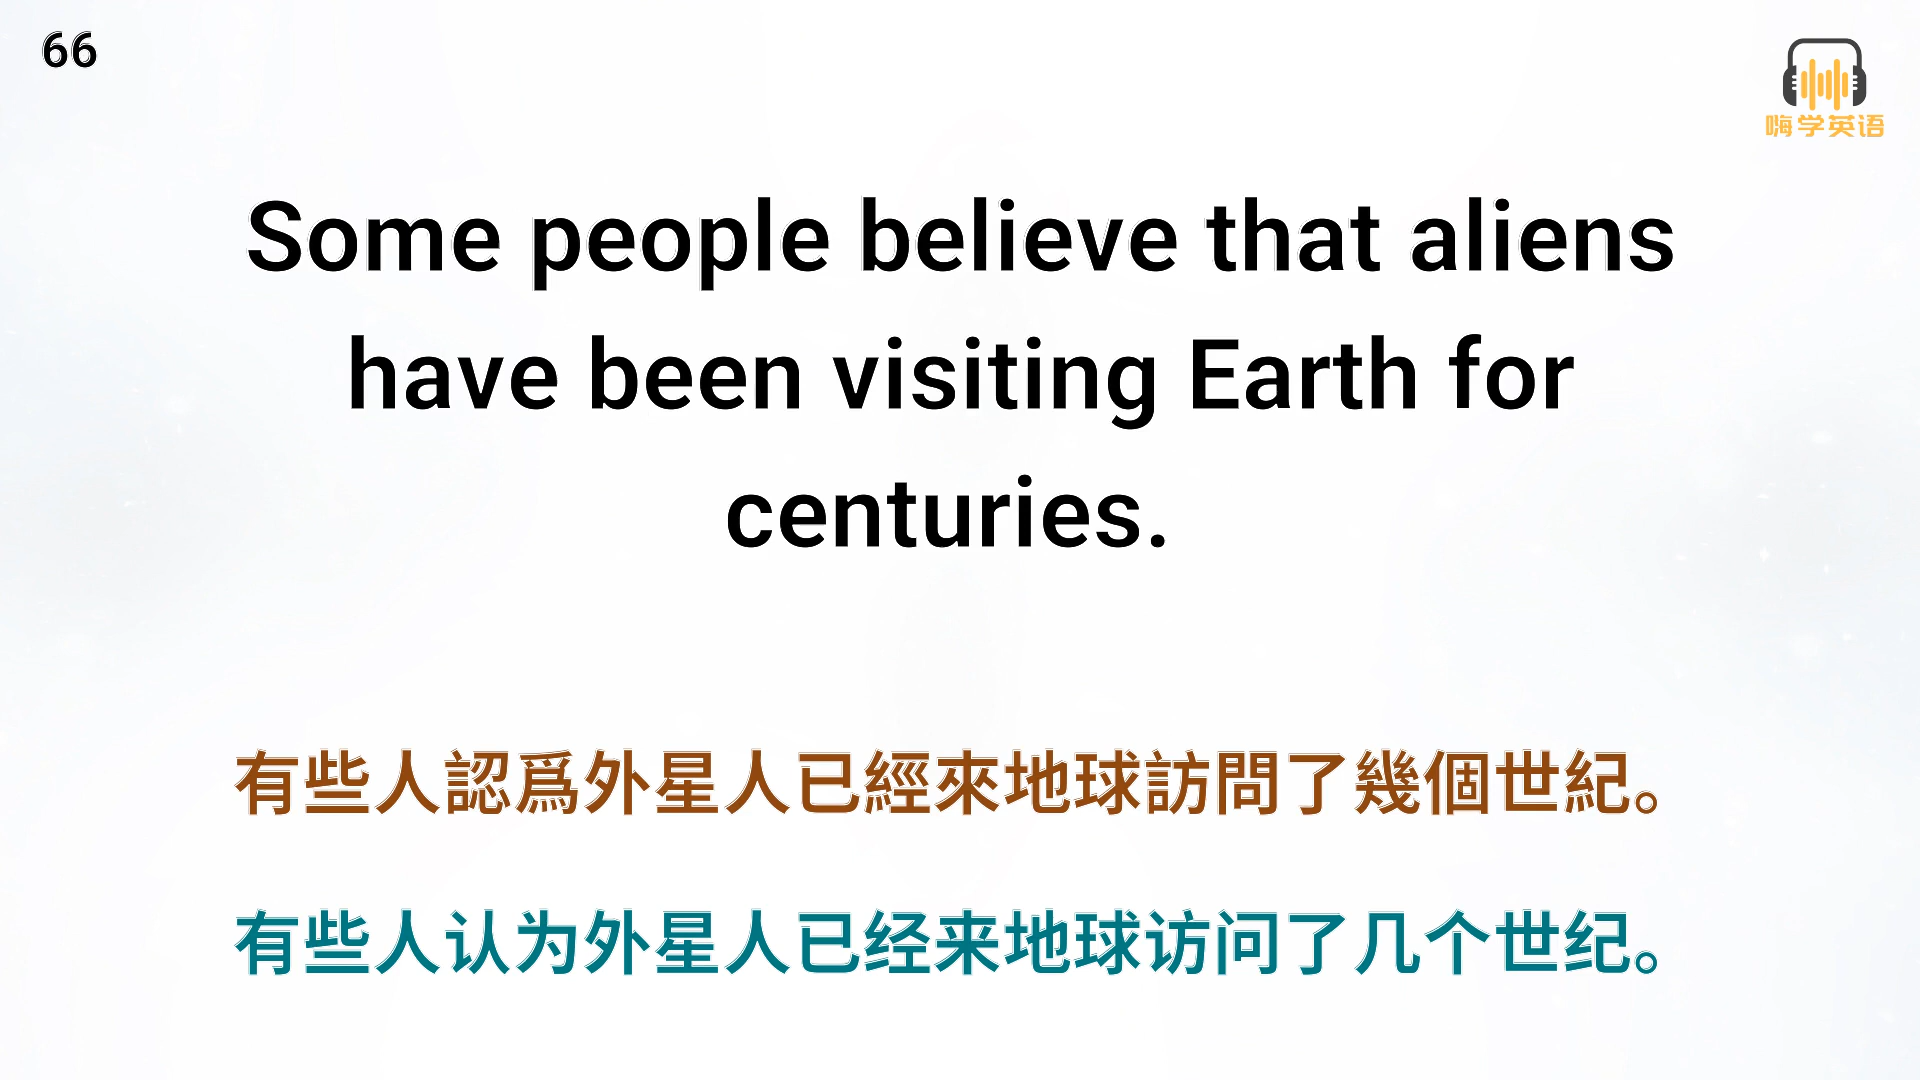 66
嗨学英语
Some people believe that aliens
have been visiting Earth for
centuries.
有些人認爲外星人已經來地球訪問了幾個世紀。
有些人认为外星人已经来地球访问了几个世纪。